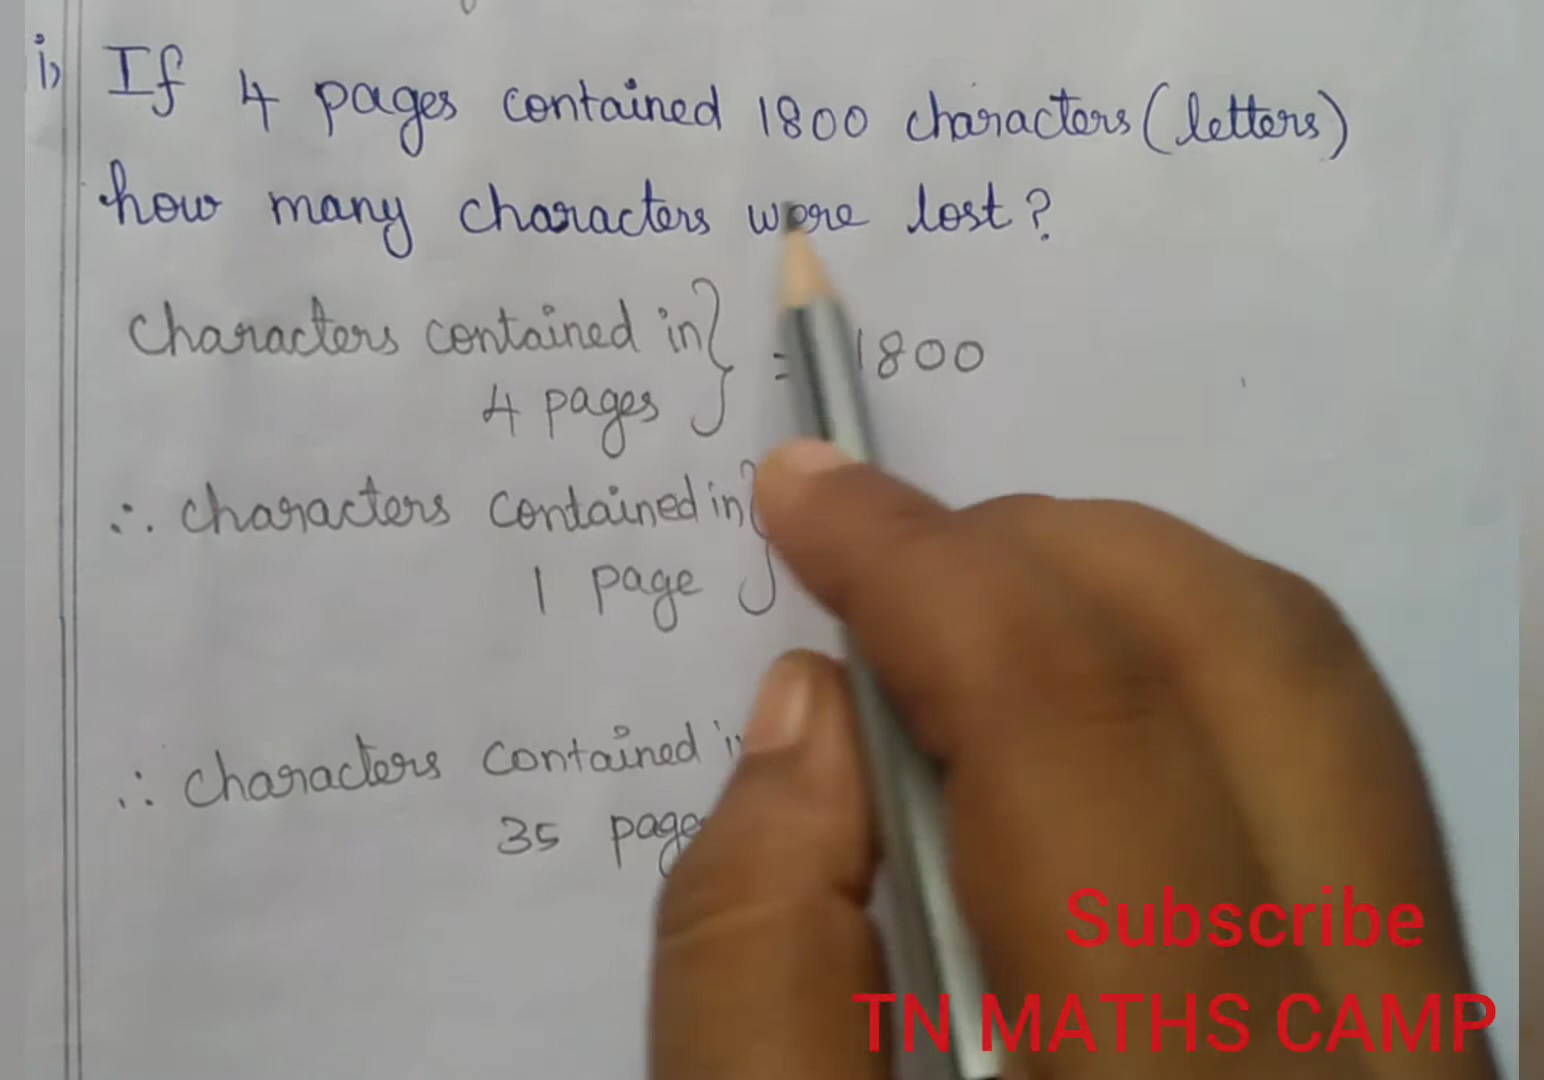 i, If 4 pages contained 1800 characters (letters)
how many characters were lost?
characters contained in
4 pages } = 1800
∴ characters contained in
1 page }
∴ characters contained
35
Subscribe
TN MATHS CAMP